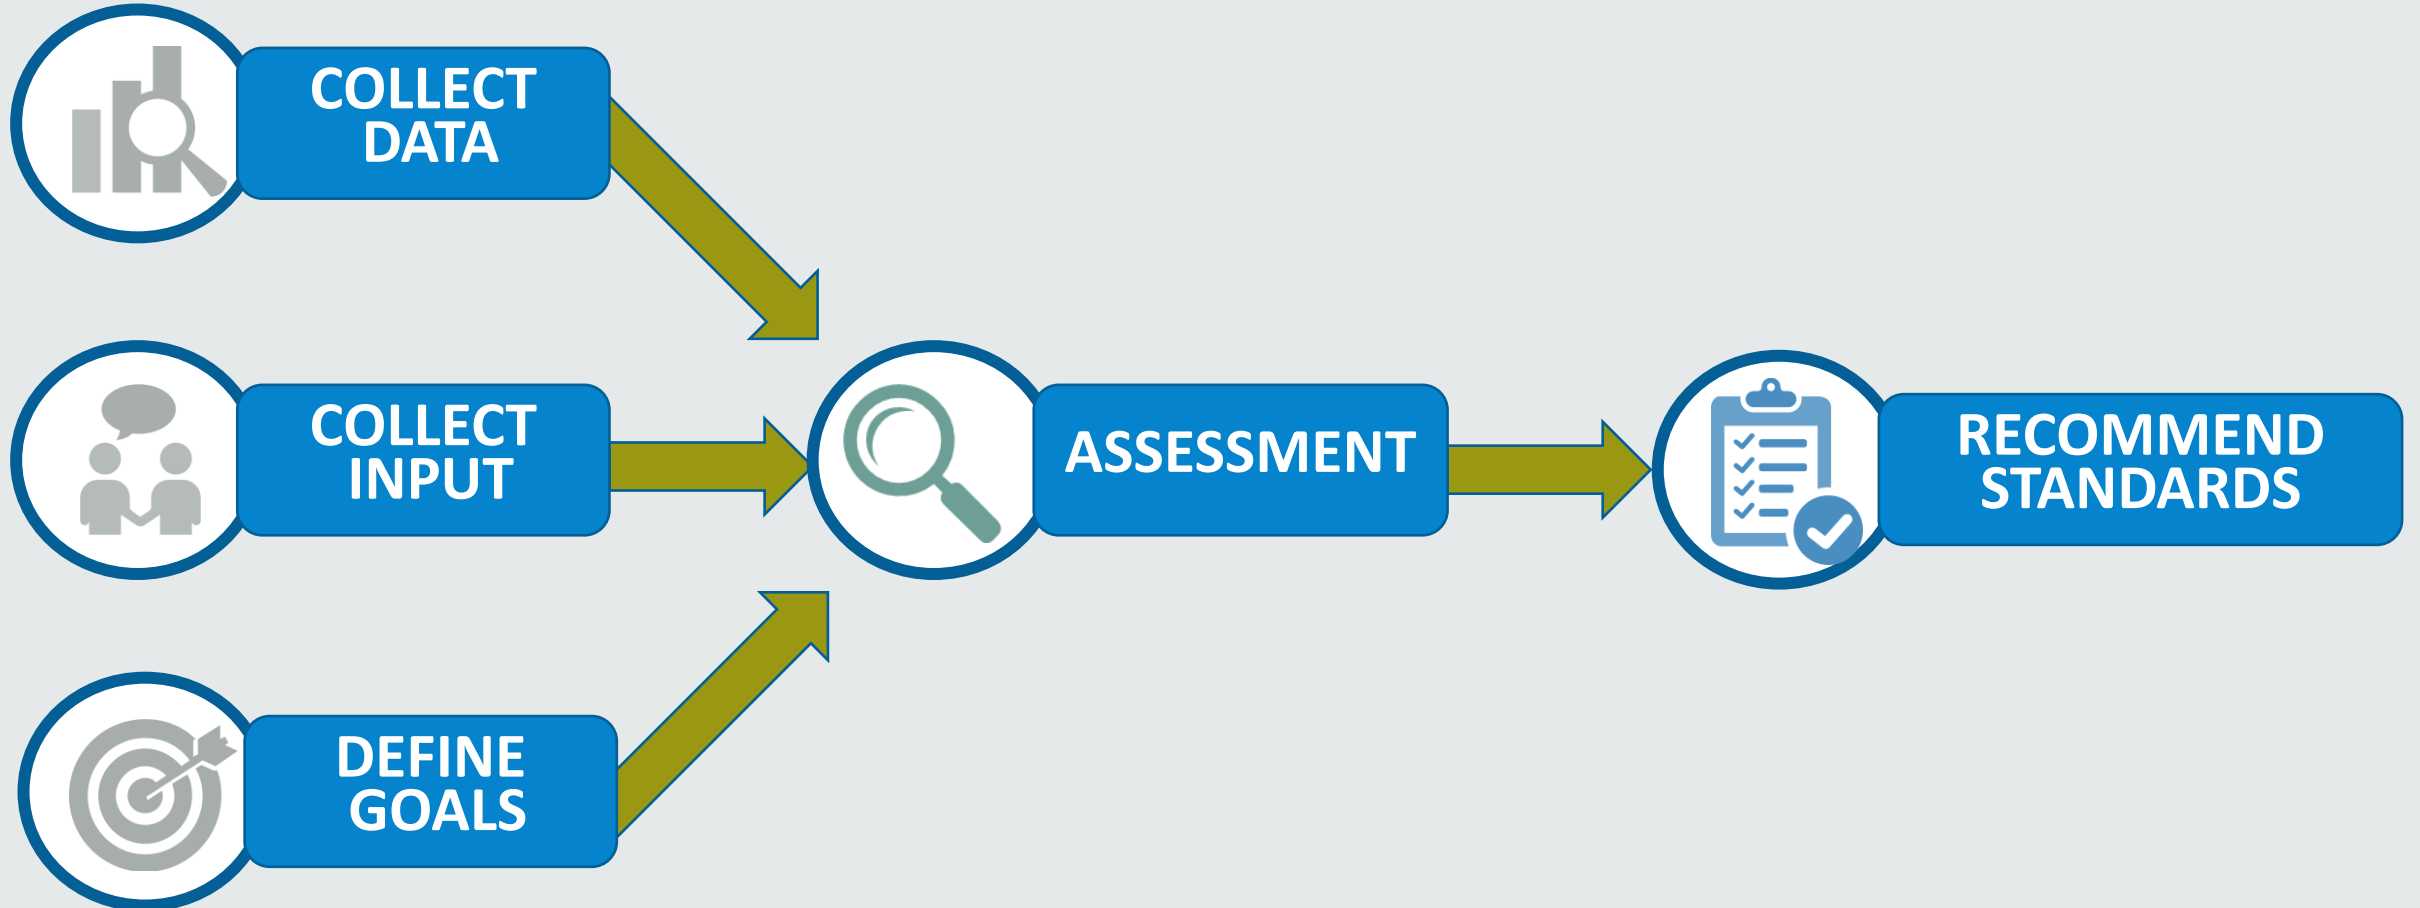 COLLECT
DATA
COLLECT
INPUT
ASSESSMENT
RECOMMEND
STANDARDS
DEFINE
GOALS